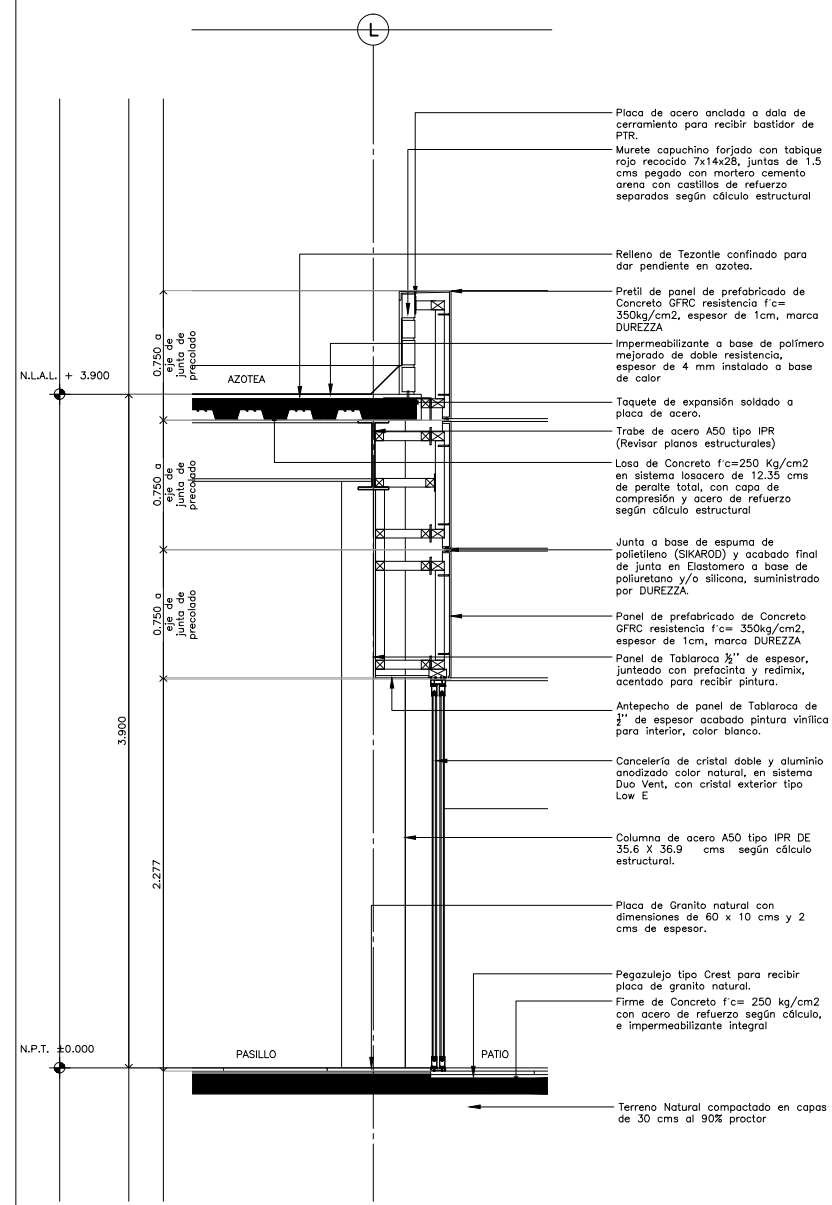 L
Placa de acero anclada a dala de
cerramiento para recibir bastidor de
PTR.
Murete capuchino forjado con tabique
rojo recocido 7x14x28, juntas de 1.5
cms pegado con mortero cemento
arena con castillos de refuerzo
separados según cálculo estructural
Relleno de Tezontle confinado para
dar pendiente en azotea.
Pretil de panel de prefabricado de
Concreto GFRC resistencia f´c=
350kg/cm2, espesor de 1cm, marca
DUREZZA
Impermeabilizante a base de polímero
mejorado de doble resistencia,
espesor de 4 mm instalado a base
de calor
Taquete de expansión soldado a
placa de acero.
Trabe de acero A50 tipo IPR
(Revisar planos estructurales)
Losa de Concreto f´c=250 Kg/cm2
en sistema losacero de 12.35 cms
de peralte total, con capa de
compresión y acero de refuerzo
según cálculo estructural
Junta a base de espuma de
polietileno (SIKAROD) y acabado final
de junta en Elastomero a base de
poliuretano y/o silicona, suministrado
por DUREZZA.
Panel de prefabricado de Concreto
GFRC resistencia f´c= 350kg/cm2,
espesor de 1cm, marca DUREZZA
Panel de Tablaroca ½'' de espesor,
junteado con prefacinta y redimix,
acentado para recibir pintura.
Antepecho de panel de Tablaroca de
½'' de espesor acabado pintura vinílica
para interior, color blanco.
Cancelería de cristal doble y aluminio
anodizado color natural, en sistema
Duo Vent, con cristal exterior tipo
Low E
Columna de acero A50 tipo IPR DE
35.6 X 36.9 cms según cálculo
estructural.
Placa de Granito natural con
dimensiones de 60 x 10 cms y 2
cms de espesor.
Pegazulejo tipo Crest para recibir
placa de granito natural.
Firme de Concreto f´c= 250 kg/cm2
con acero de refuerzo según cálculo,
e impermeabilizante integral
Terreno Natural compactado en capas
de 30 cms al 90% proctor
N.L.A.L. + 3.900
AZOTEA
0.750 a
eje de
junta de
precolado
0.750 a
eje de
junta de
precolado
0.750 a
eje de
junta de
precolado
3.900
2.277
N.P.T. ±0.000
PASILLO
PATIO